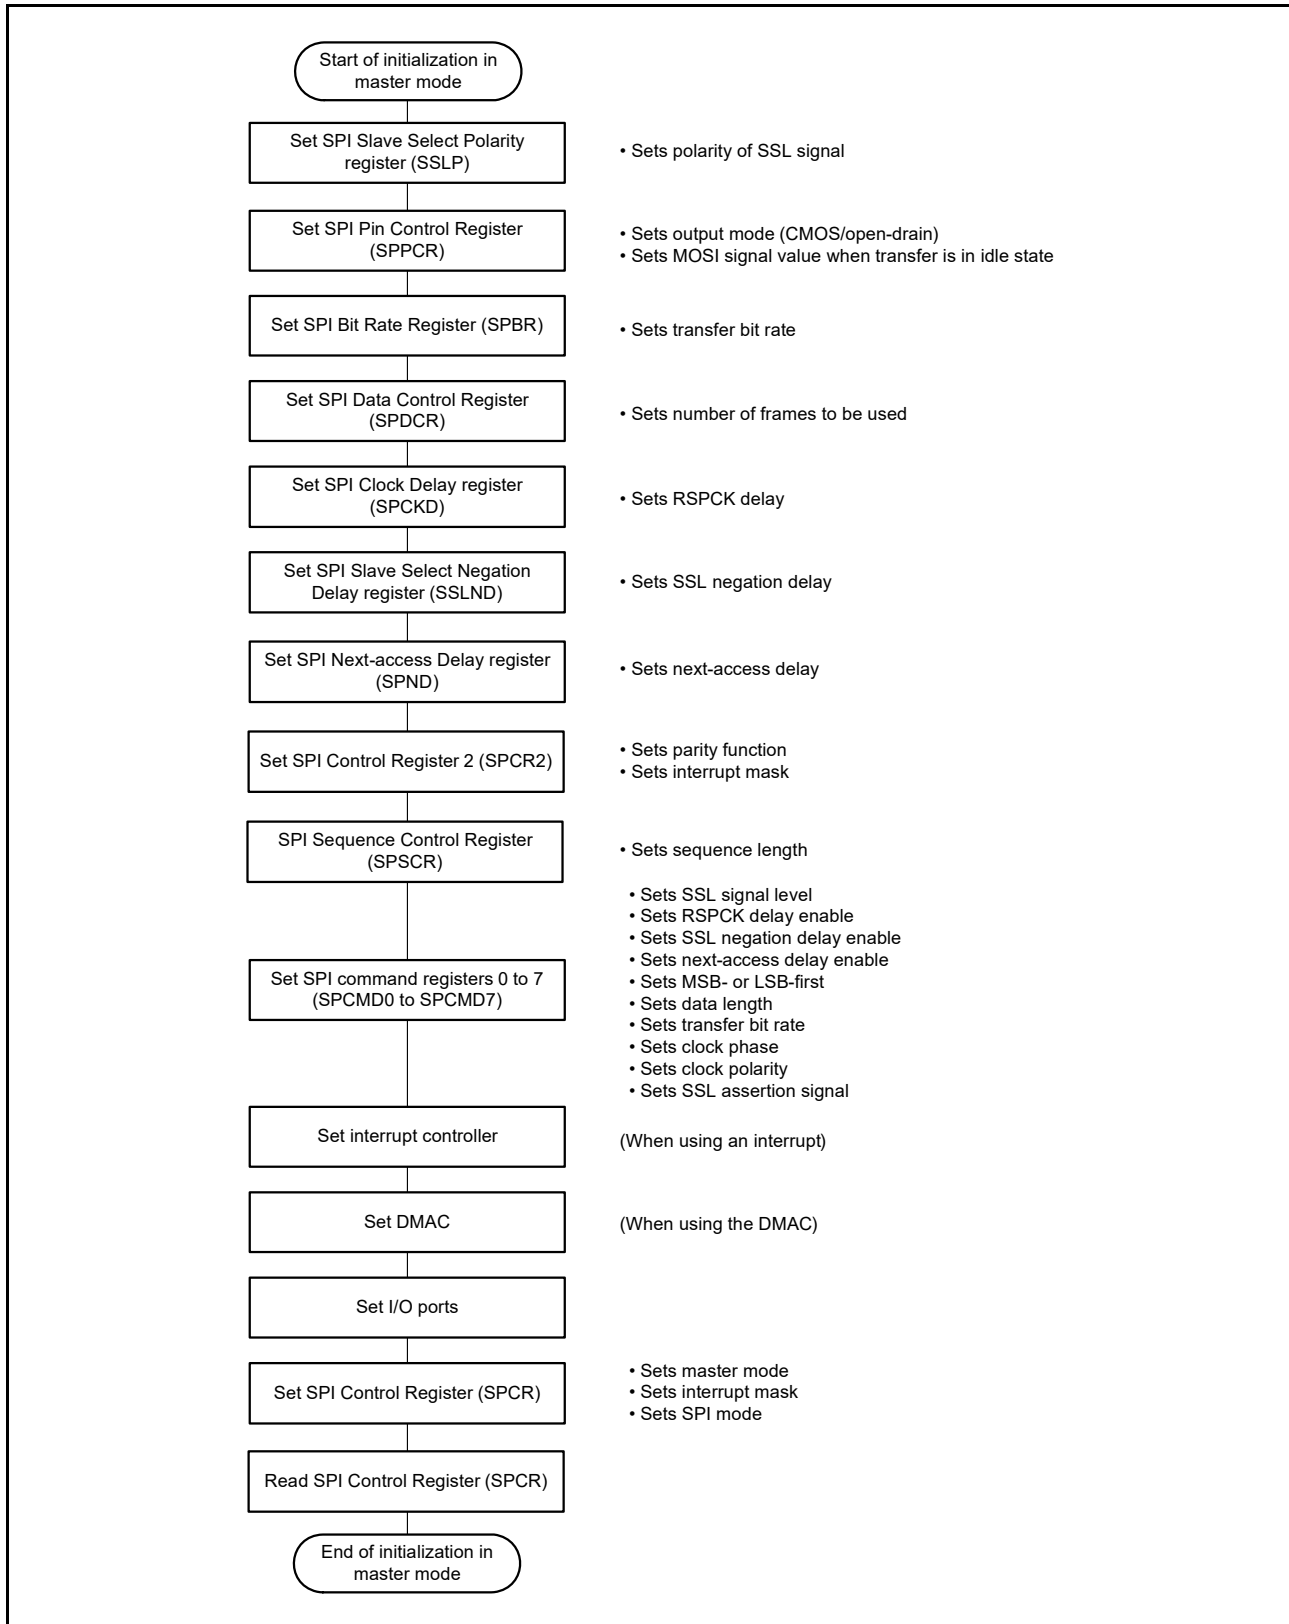 Start of initialization in
master mode
Set SPI Slave Select Polarity
register (SSLP)
• Sets polarity of SSL signal
Set SPI Pin Control Register
(SPPCR)
• Sets output mode (CMOS/open-drain)
• Sets MOSI signal value when transfer is in idle state
Set SPI Bit Rate Register (SPBR)
• Sets transfer bit rate
Set SPI Data Control Register
(SPDCR)
• Sets number of frames to be used
Set SPI Clock Delay register
(SPCKD)
• Sets RSPCK delay
Set SPI Slave Select Negation
Delay register (SSLND)
• Sets SSL negation delay
Set SPI Next-access Delay register
(SPND)
• Sets next-access delay
Set SPI Control Register 2 (SPCR2)
• Sets parity function
• Sets interrupt mask
SPI Sequence Control Register
(SPSCR)
• Sets sequence length
Set SPI command registers 0 to 7
(SPCMD0 to SPCMD7)
• Sets SSL signal level
• Sets RSPCK delay enable
• Sets SSL negation delay enable
• Sets next-access delay enable
• Sets MSB- or LSB-first
• Sets data length
• Sets transfer bit rate
• Sets clock phase
• Sets clock polarity
• Sets SSL assertion signal
Set interrupt controller
(When using an interrupt)
Set DMAC
(When using the DMAC)
Set I/O ports
Set SPI Control Register (SPCR)
• Sets master mode
• Sets interrupt mask
• Sets SPI mode
Read SPI Control Register (SPCR)
End of initialization in
master mode